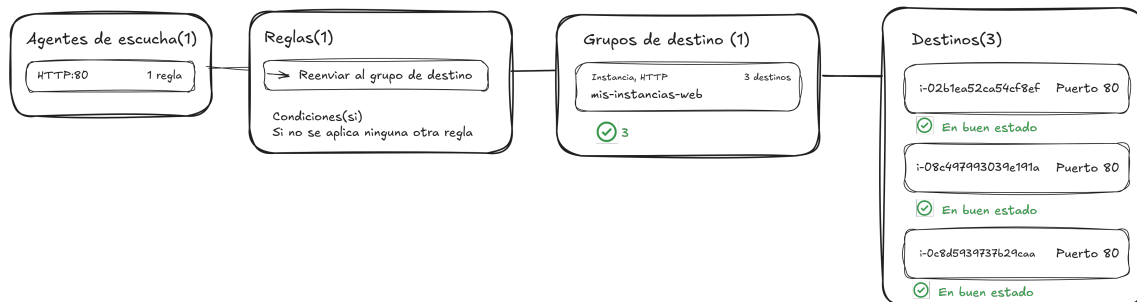 Agentes de escucha(1)
HTTP:80 1 regla
Reglas(1)
Reenviar al grupo de destino
Condiciones(si)
Si no se aplica ninguna otra regla
Grupos de destino (1)
Instancia, HTTP 3 destinos
mis-instancias-web
3
Destinos(3)
i-02b1ea52ca54cf8ef Puerto 80
En buen estado
i-08c497993039e191a Puerto 80
En buen estado
i-0c8d5939737b29caa Puerto 80
En buen estado